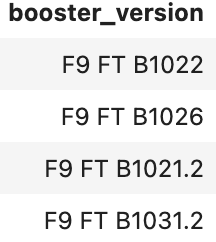 booster_version
F9 FT B1022
F9 FT B1026
F9 FT B1021.2
F9 FT B1031.2